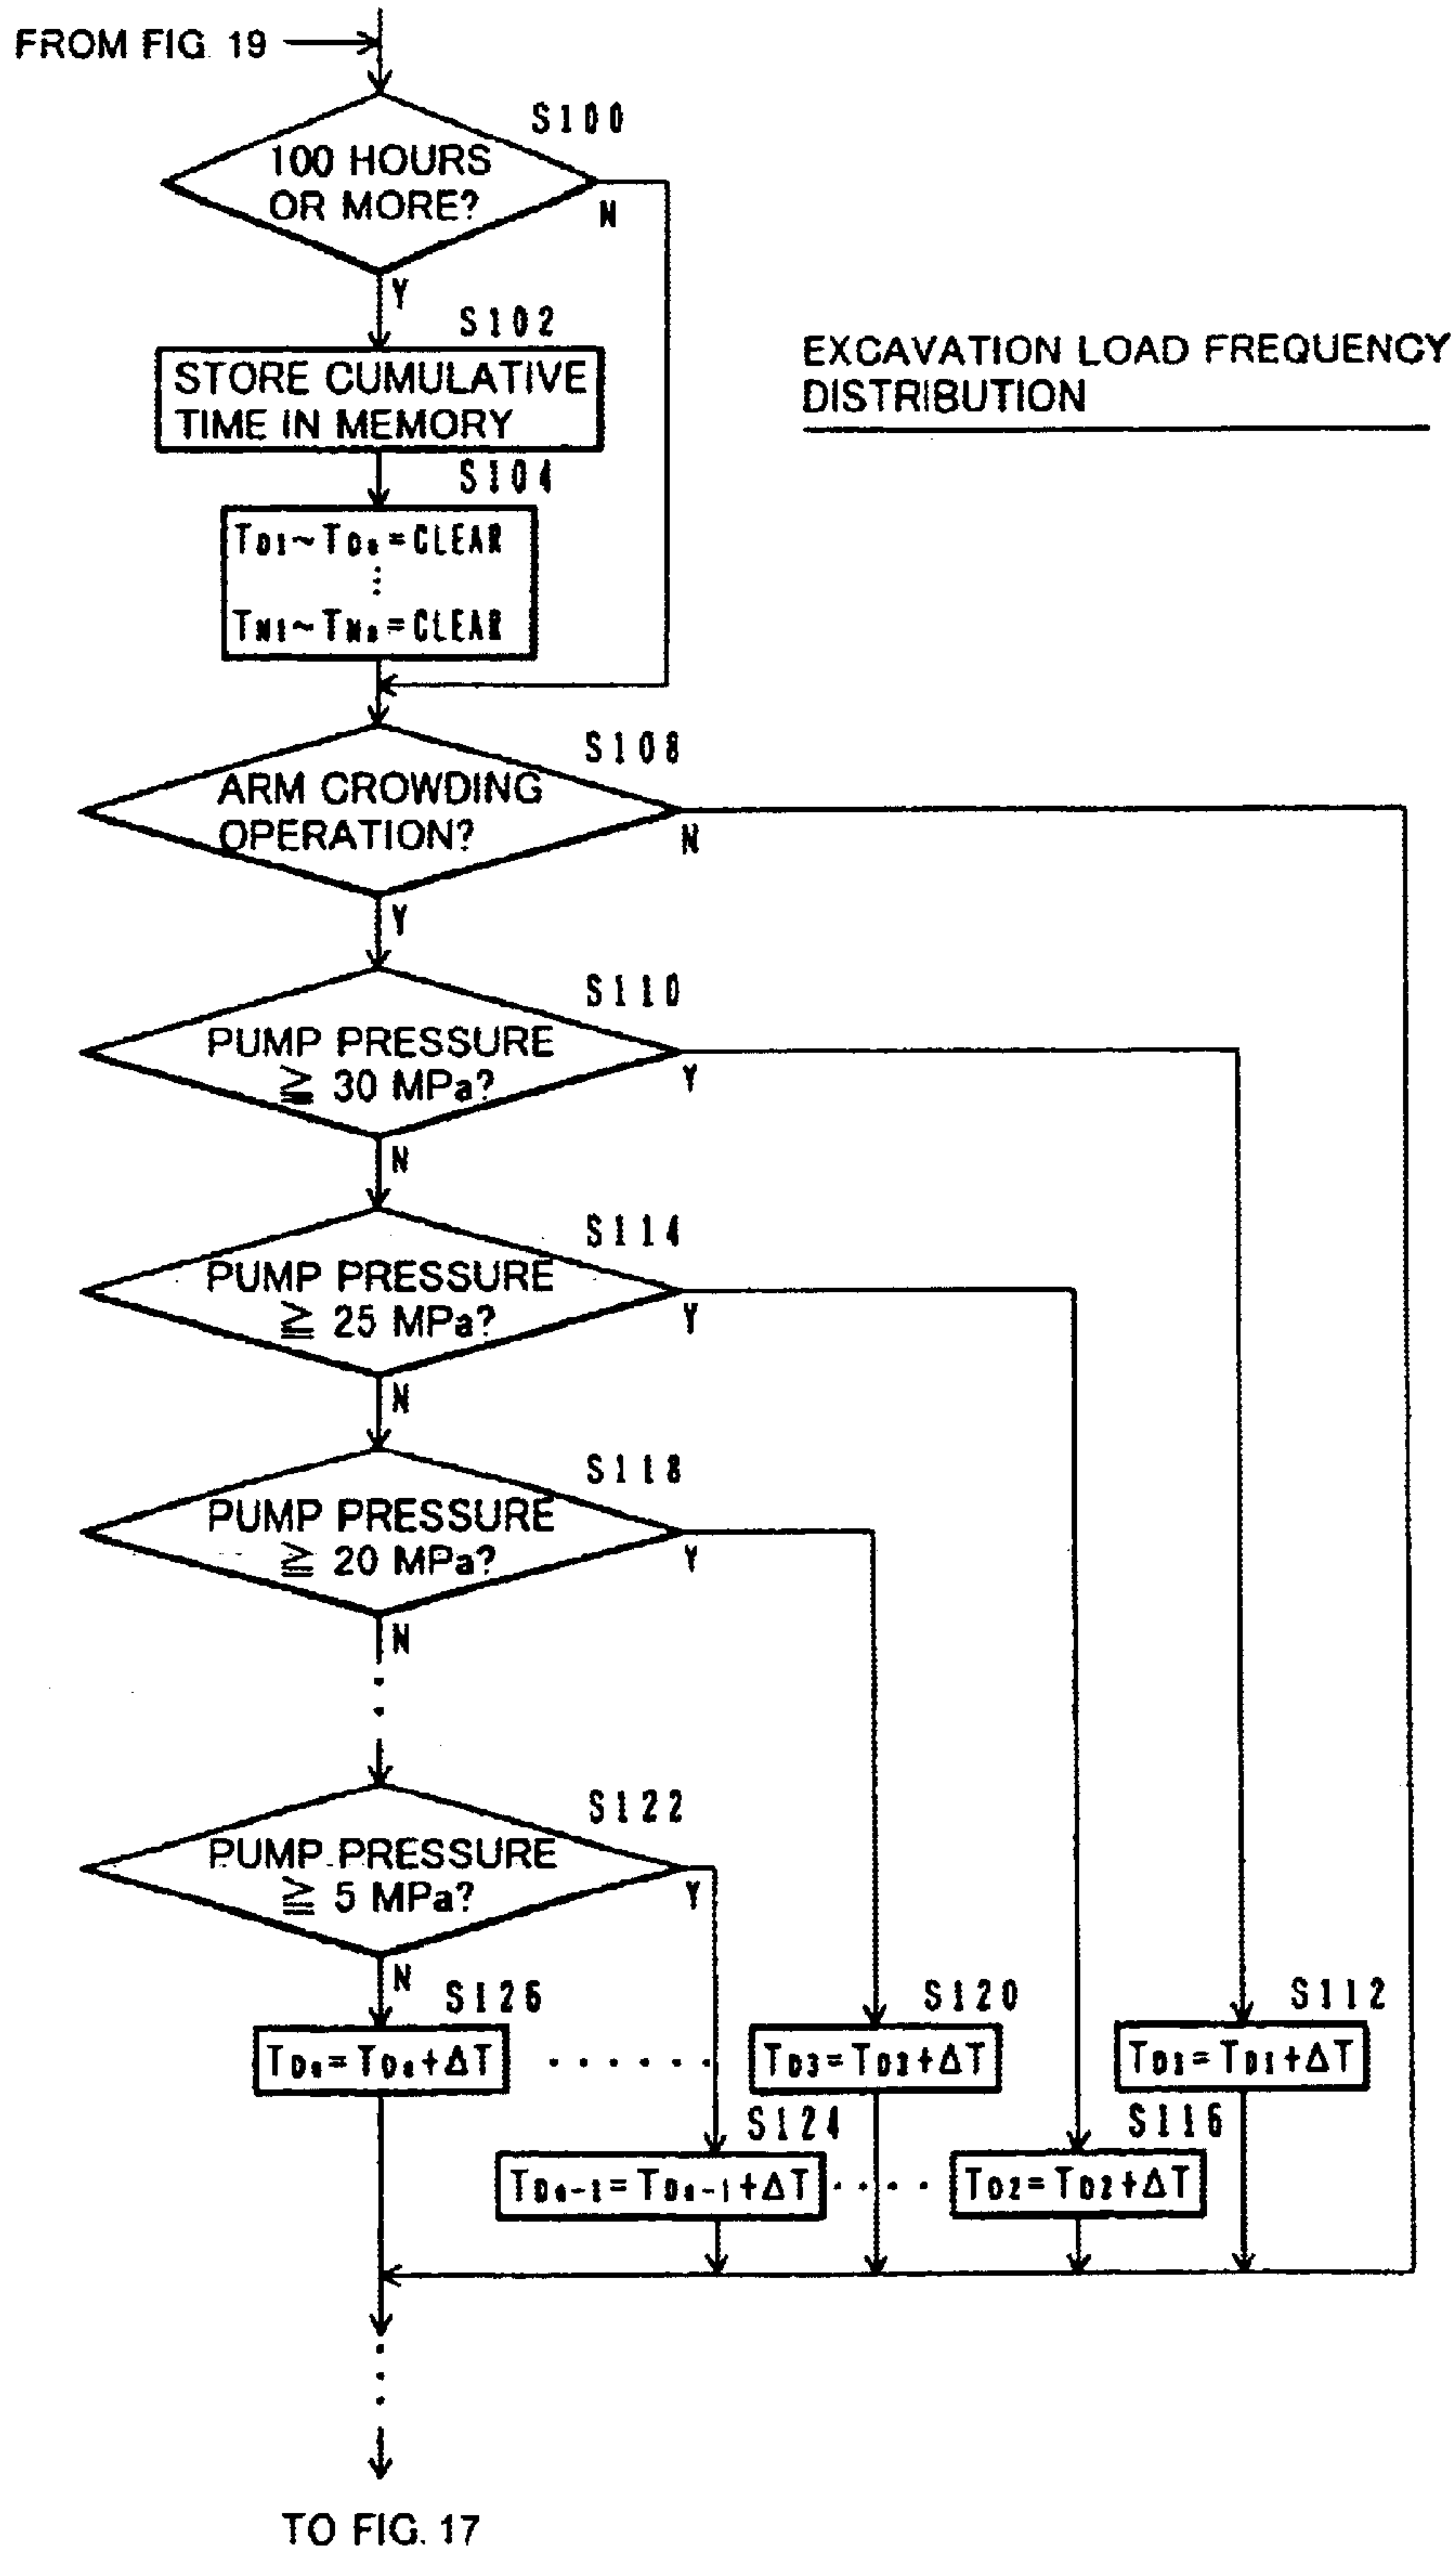 FROM FIG. 19
S100
100 HOURS
OR MORE?
N
Y
S102
STORE CUMULATIVE
TIME IN MEMORY
EXCAVATION LOAD FREQUENCY
DISTRIBUTION
S104
TD1~TDn=CLEAR
⋮
TN1~TNn=CLEAR
S108
ARM CROWDING
OPERATION?
N
Y
S110
PUMP PRESSURE
≧ 30 MPa?
Y
N
S114
PUMP PRESSURE
≧ 25 MPa?
Y
N
S118
PUMP PRESSURE
≧ 20 MPa?
Y
N
S122
PUMP PRESSURE
≧ 5 MPa?
Y
N
S126
S120
S112
TDn=TDn+ΔT
TD3=TD3+ΔT
TD1=TD1+ΔT
S124
S116
TDn-1=TDn-1+ΔT
TD2=TD2+ΔT
TO FIG. 17